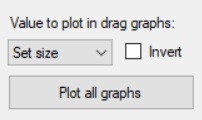 Value to plot in drag graphs:
Set size Invert
Plot all graphs